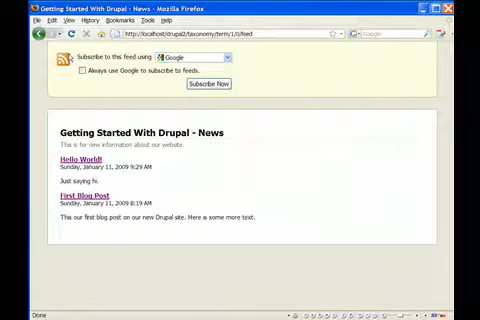 Getting Started With Drupal - News - Mozilla Firefox
File Edit View History Bookmarks Tools Help
http://localhost/drupal2/taxonomy/term/1/0/feed
Google
Subscribe to this feed using Google
Always use Google to subscribe to feeds.
Subscribe Now
Getting Started With Drupal - News
This is for new information about our website.
Hello World!
Sunday, January 11, 2009 9:29 AM
Just saying hi.
First Blog Post
Sunday, January 11, 2009 8:19 AM
This our first blog post on our new Drupal site. Here is some more text.
Done